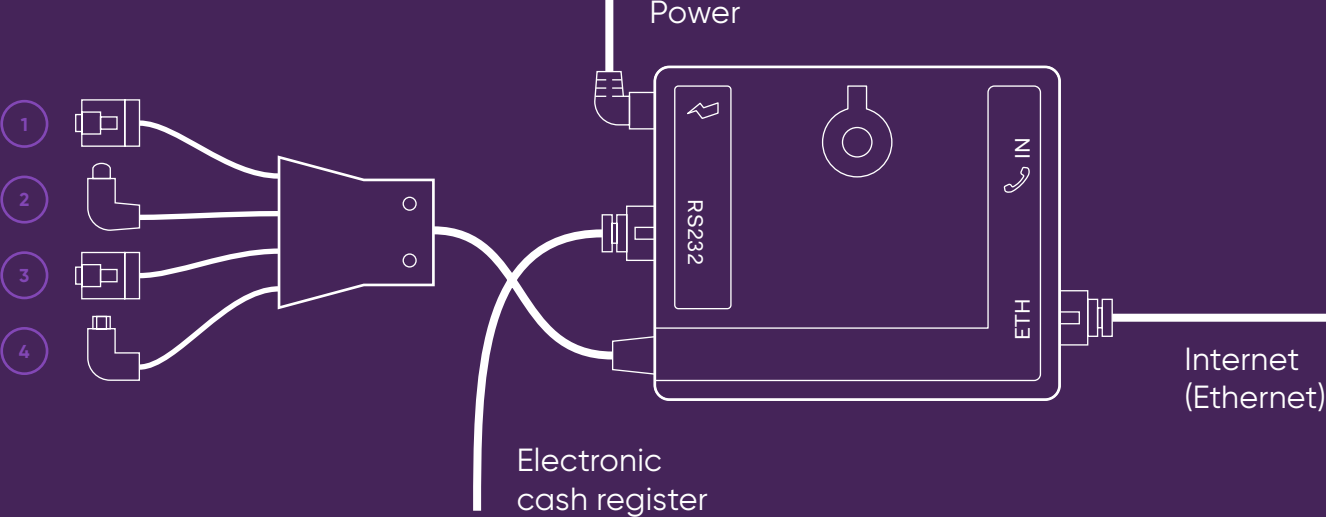 Power
1
2
3
4
RS232
IN
ETH
Internet
(Ethernet)
Electronic
cash register